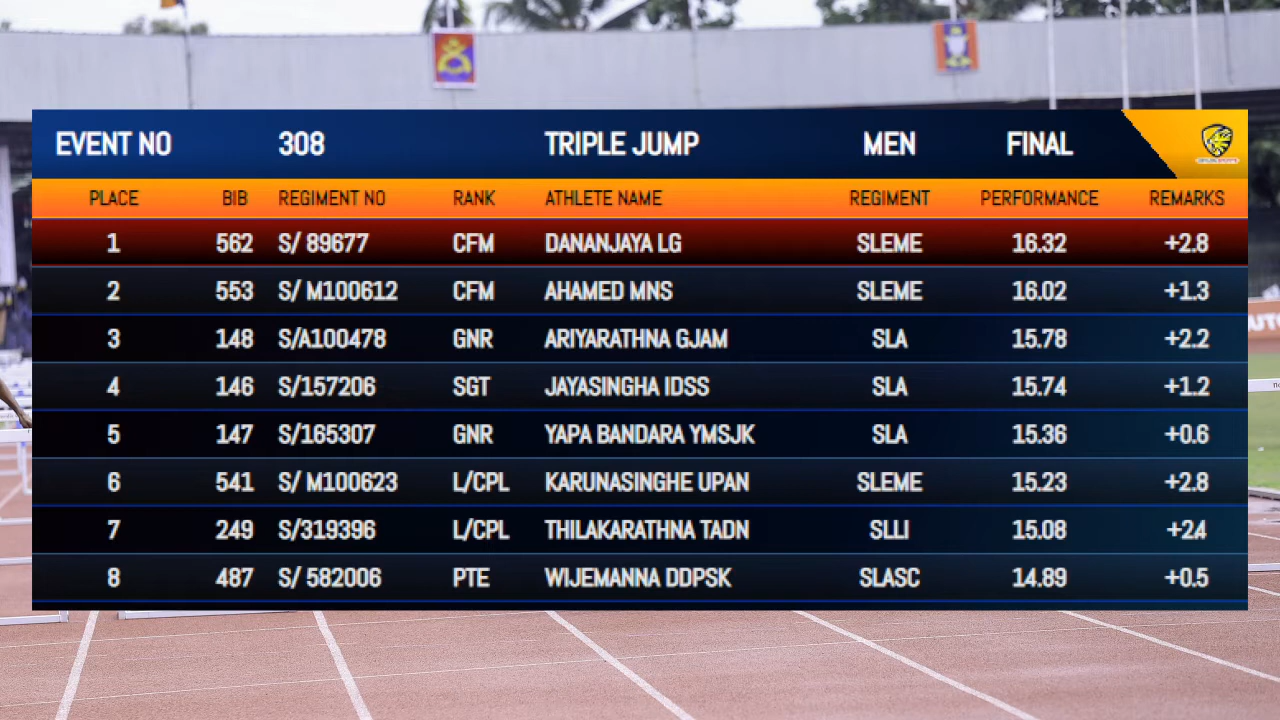 EVENT NO 308 TRIPLE JUMP MEN FINAL
PLACE BIB REGIMENT NO RANK ATHLETE NAME REGIMENT PERFORMANCE REMARKS
1 562 S/ 89677 CFM DANANJAYA LG SLEME 16.32 +2.8
2 553 S/ M100612 CFM AHAMED MNS SLEME 16.02 +1.3
3 148 S/A100478 GNR ARIYARATHNA GJAM SLA 15.78 +2.2
4 146 S/157206 SGT JAYASINGHA IDSS SLA 15.74 +1.2
5 147 S/165307 GNR YAPA BANDARA YMSJK SLA 15.36 +0.6
6 541 S/ M100623 L/CPL KARUNASINGHE UPAN SLEME 15.23 +2.8
7 249 S/319396 L/CPL THILAKARATHNA TADN SLLI 15.08 +2.4
8 487 S/ 582006 PTE WIJEMANNA DDPSK SLASC 14.89 +0.5